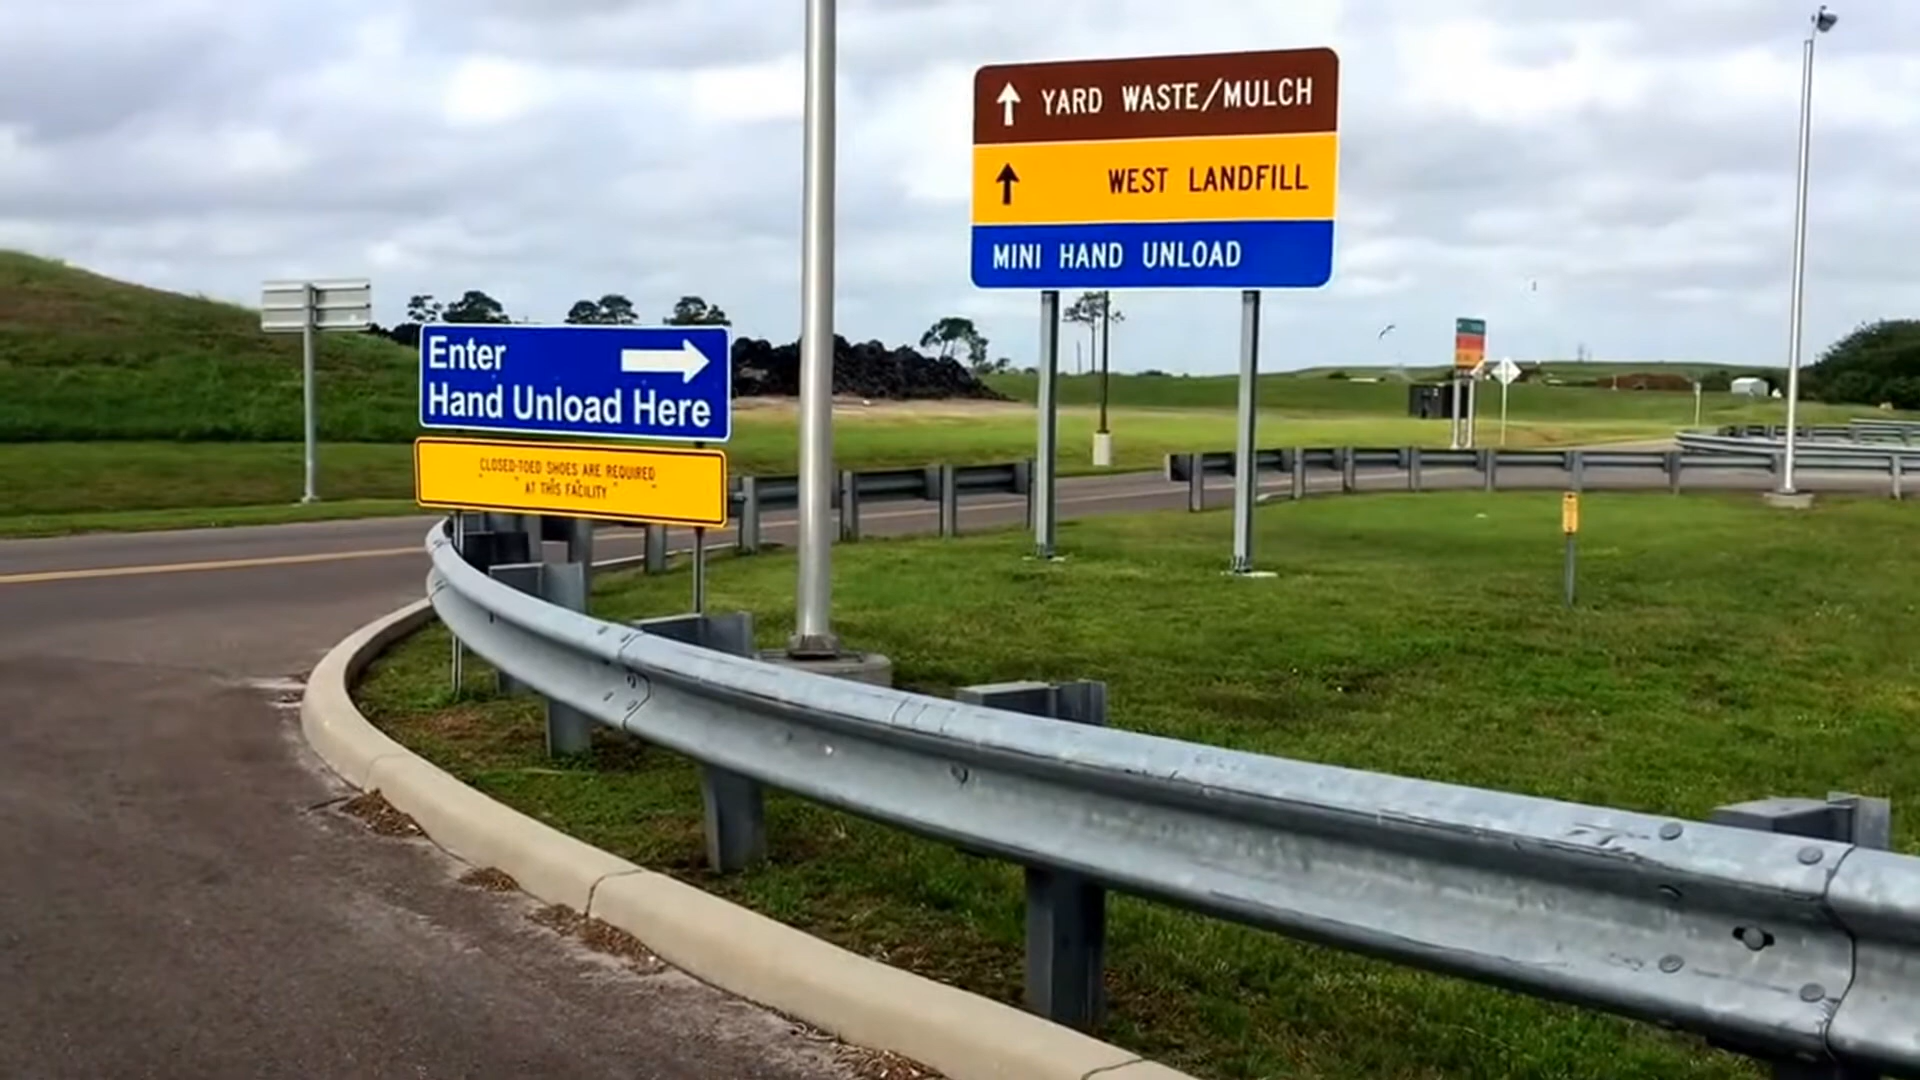 YARD WASTE/MULCH
WEST LANDFILL
MINI HAND UNLOAD
Enter
Hand Unload Here
CLOSED-TOED SHOES ARE REQUIRED
AT THIS FACILITY